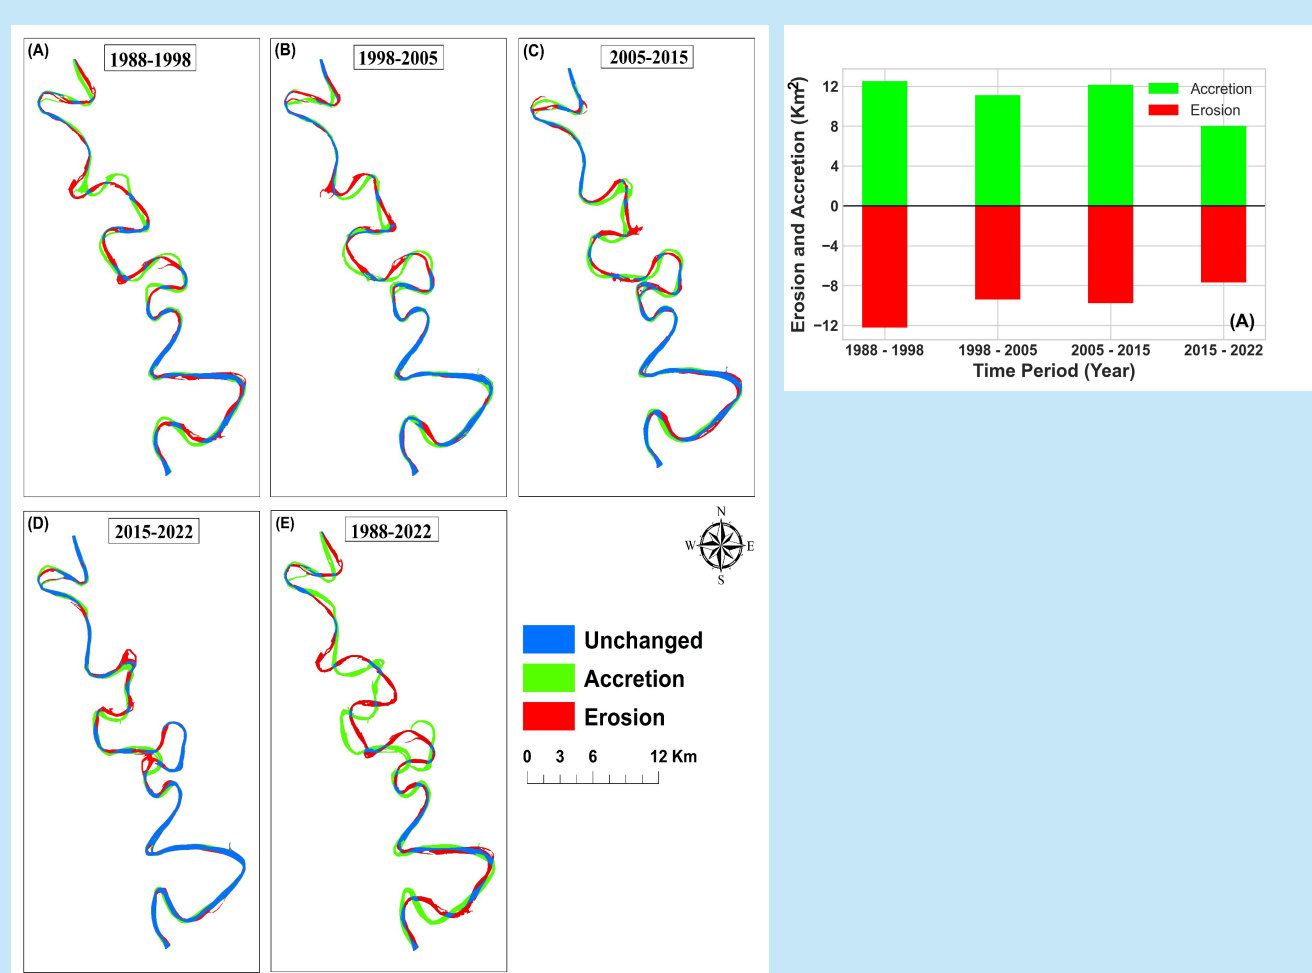 (A)
1988-1998
(B)
1998-2005
(C)
2005-2015
(D)
2015-2022
(E)
1988-2022
N
W E
S
Unchanged
Accretion
Erosion
0 3 6 12 Km
Erosion and Accretion (Km²)
12
8
4
0
−4
−8
−12
Accretion
Erosion
(A)
1988 - 1998 1998 - 2005 2005 - 2015 2015 - 2022
Time Period (Year)